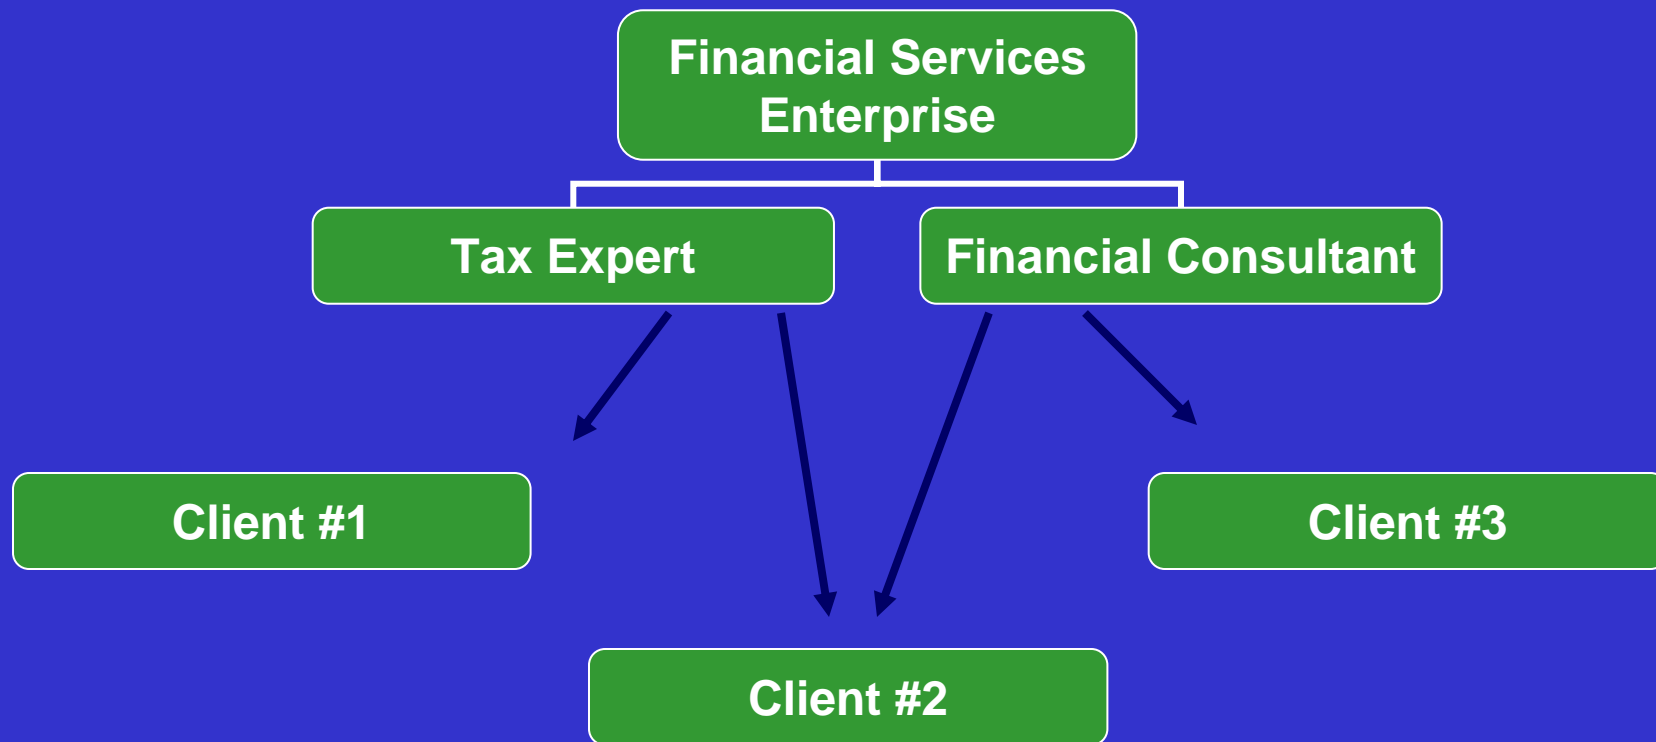 Financial Services
Enterprise
Tax Expert
Financial Consultant
Client #1
Client #3
Client #2